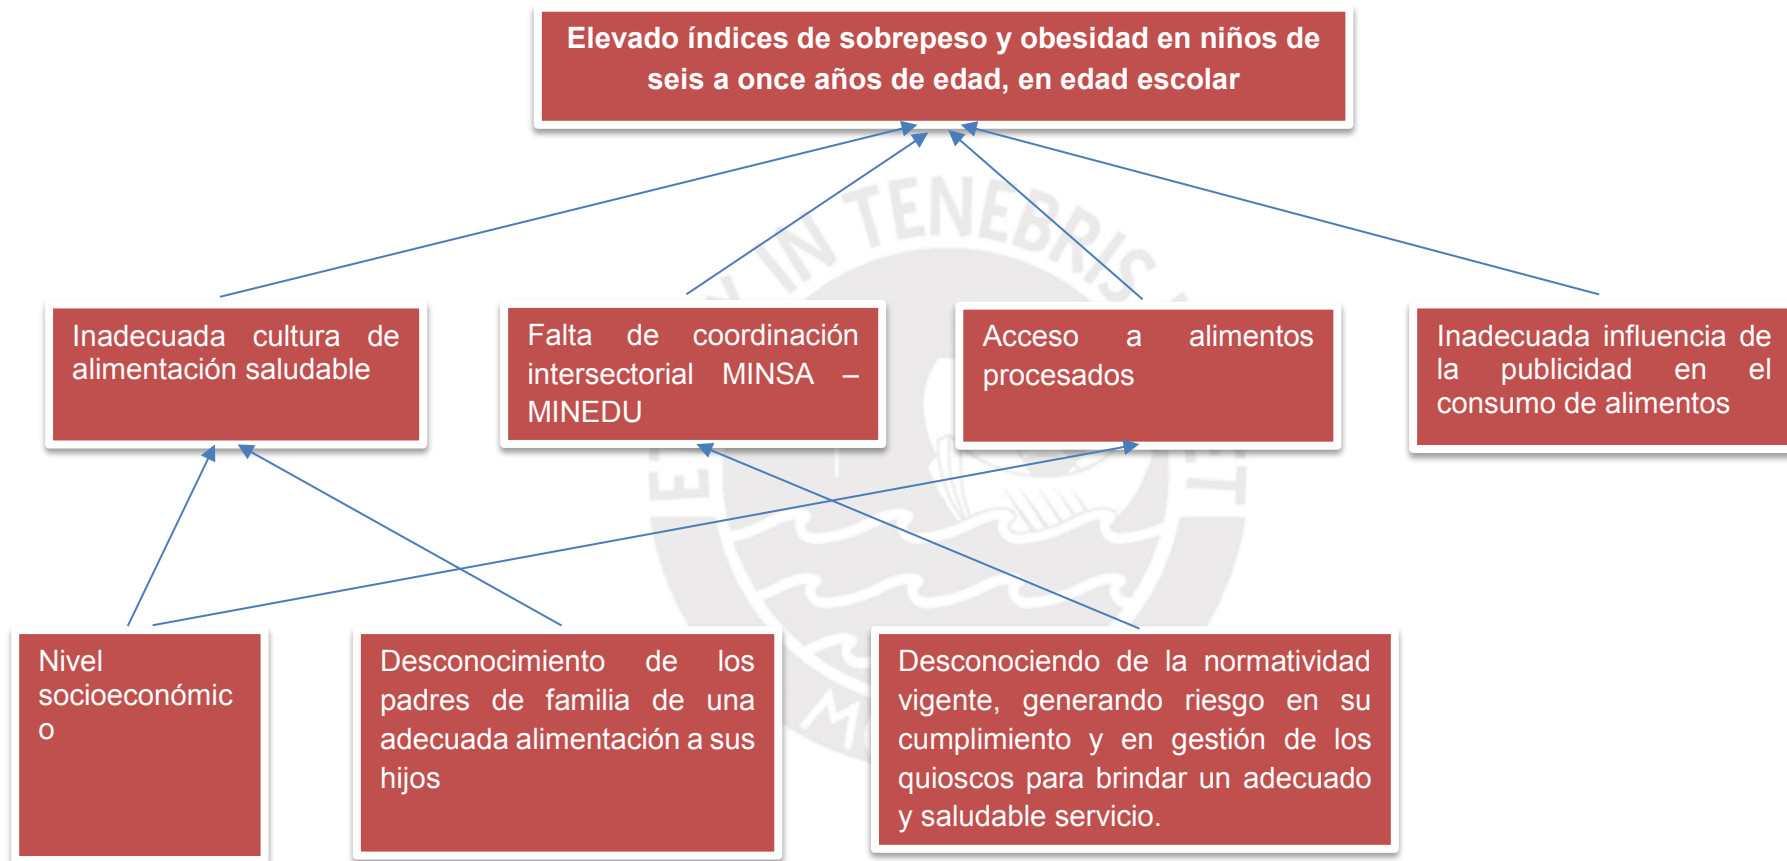 Elevado índices de sobrepeso y obesidad en niños de
seis a once años de edad, en edad escolar
IN TENEBRIS
Inadecuada cultura de
alimentación saludable
Falta de coordinación
intersectorial MINSA –
MINEDU
Acceso a alimentos
procesados
Inadecuada influencia de
la publicidad en el
consumo de alimentos
ET
Nivel
socioeconómic
o
Desconocimiento de los
padres de familia de una
adecuada alimentación a sus
hijos
Desconociendo de la normatividad
vigente, generando riesgo en su
cumplimiento y en gestión de los
quioscos para brindar un adecuado
y saludable servicio.